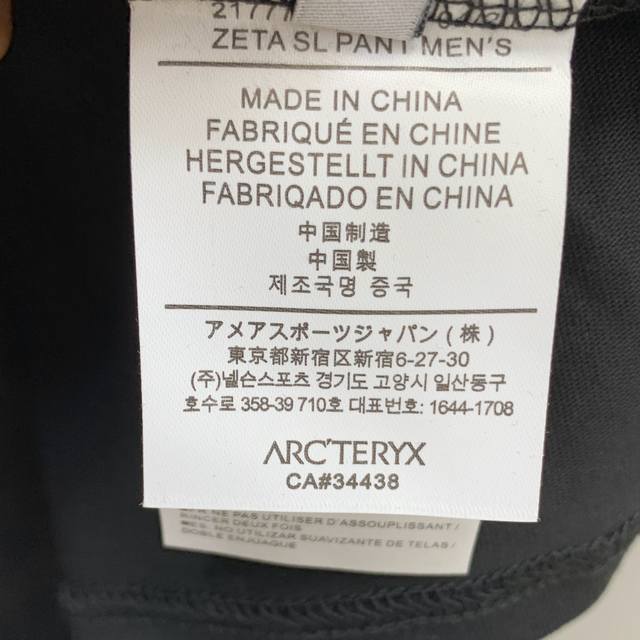 ZETA SL PANT MEN'S
MADE IN CHINA
FABRIQUÉ EN CHINE
HERGESTELLT IN CHINA
FABRIQADO EN CHINA
中国制造
中国製
제조국명 중국
アメアスポーツジャパン(株)
東京都新宿区新宿6-27-30
(주)넬슨스포츠 경기도 고양시 일산동구
호수로 358-39 710호 대표번호: 1644-1708
ARC'TERYX
CA#34438
NE PAS UTILISER D'ASSOUPLISSANT/
RINCER DEUX FOIS
NO UTILIZAR SUAVIZANTE DE TELAS/
DOBLE ENJUAGUE